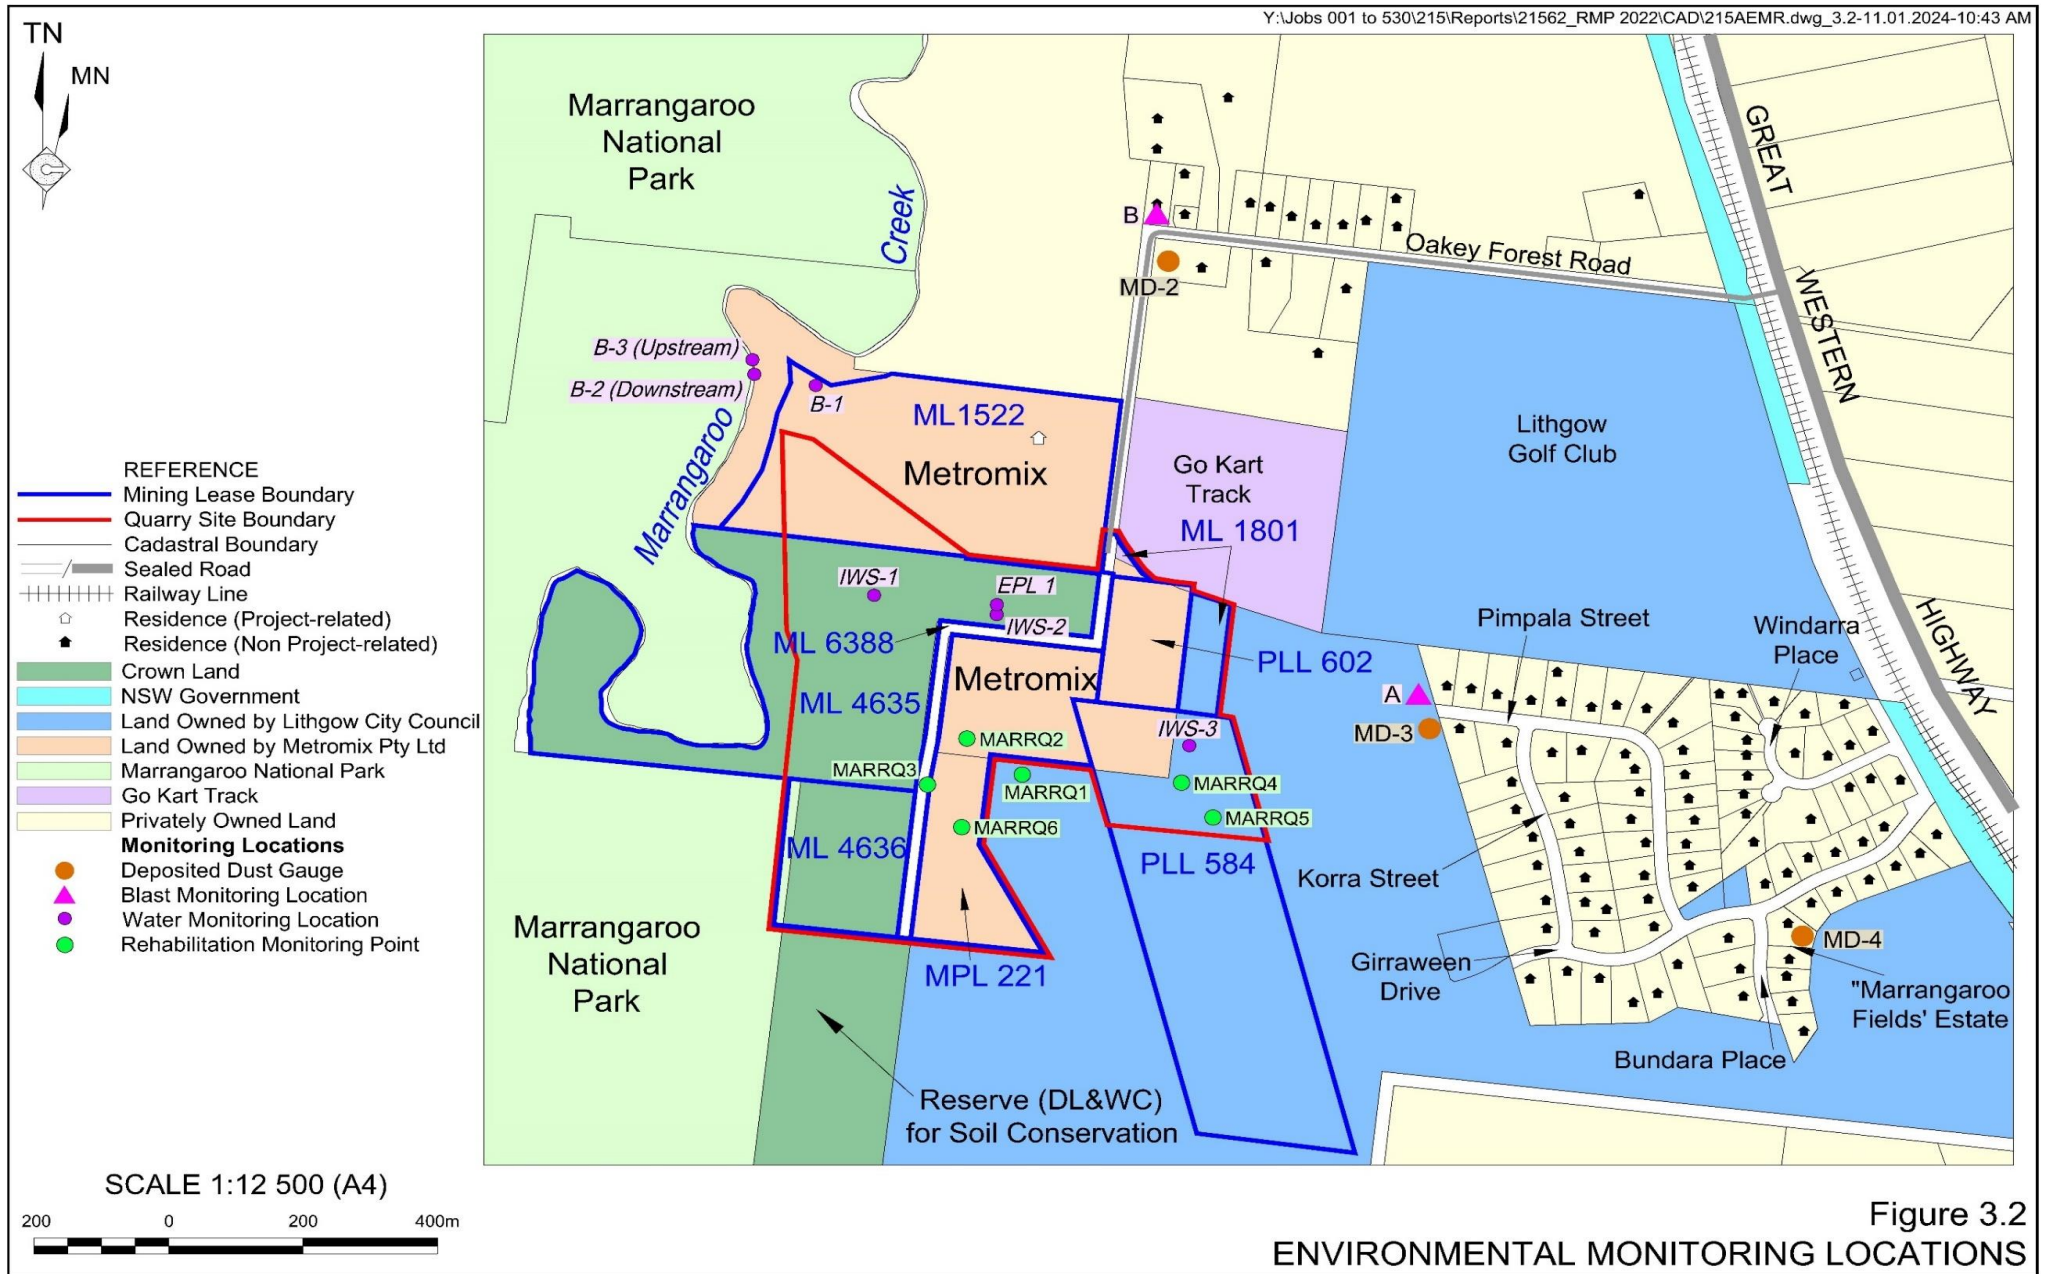 Y:\Jobs 001 to 530\215\Reports\21562_RMP 2022\CAD\215AEMR.dwg_3.2-11.01.2024-10:43 AM
TN
MN
REFERENCE
Mining Lease Boundary
Quarry Site Boundary
Cadastral Boundary
Sealed Road
Railway Line
Residence (Project-related)
Residence (Non Project-related)
Crown Land
NSW Government
Land Owned by Lithgow City Council
Land Owned by Metromix Pty Ltd
Marrangaroo National Park
Go Kart Track
Privately Owned Land
Monitoring Locations
Deposited Dust Gauge
Blast Monitoring Location
Water Monitoring Location
Rehabilitation Monitoring Point
SCALE 1:12 500 (A4)
200
0
200
400m
Marrangaroo
National
Park
Creek
B
MD-2
Oakey Forest Road
GREAT
WESTERN
HIGHWAY
B-3 (Upstream)
B-2 (Downstream)
B-1
Marrangaroo
ML1522
Metromix
Go Kart
Track
ML 1801
Lithgow
Golf Club
IWS-1
EPL 1
IWS-2
ML 6388
PLL 602
Metromix
ML 4635
IWS-3
Pimpala Street
Windarra
Place
A
MD-3
MARRQ2
MARRQ3
MARRQ1
MARRQ4
MARRQ5
MARRQ6
ML 4636
PLL 584
Korra Street
MPL 221
Girraween
Drive
MD-4
"Marrangaroo
Fields' Estate
Bundara Place
Marrangaroo
National
Park
Reserve (DL&WC)
for Soil Conservation
Figure 3.2
ENVIRONMENTAL MONITORING LOCATIONS